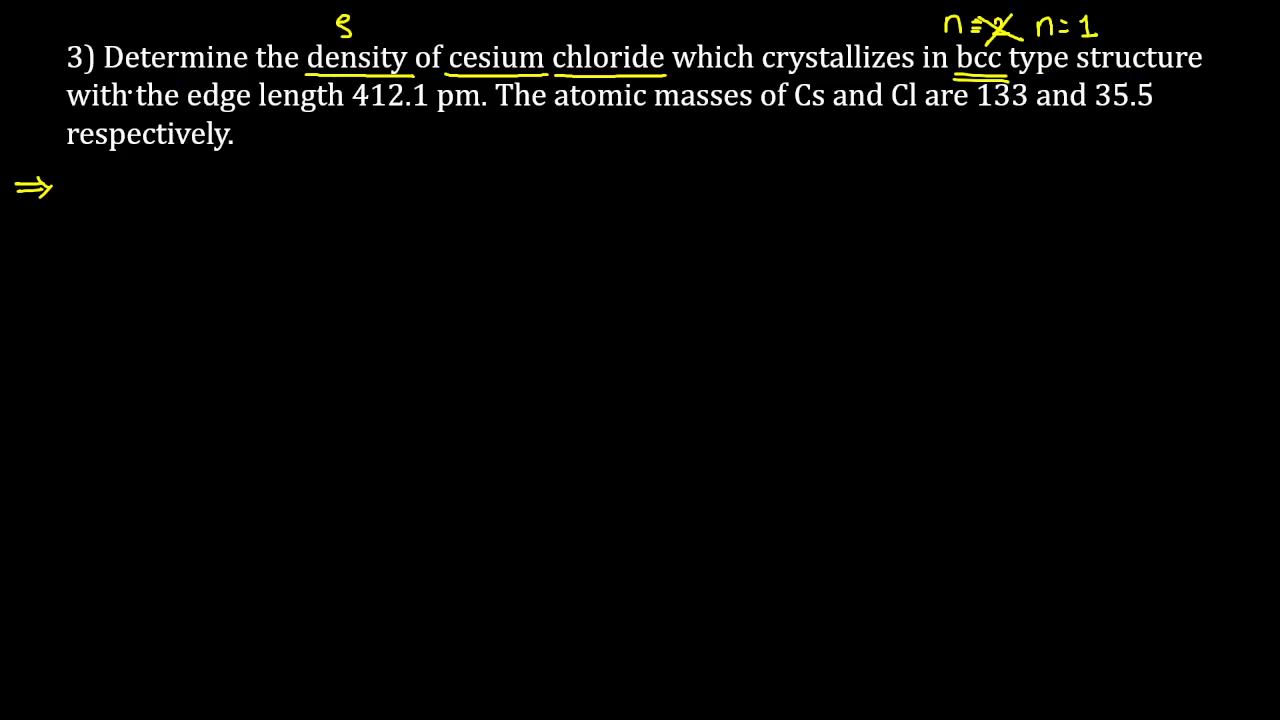 ρ n=2 n=1
3) Determine the density of cesium chloride which crystallizes in bcc type structure
with the edge length 412.1 pm. The atomic masses of Cs and Cl are 133 and 35.5
respectively.
⇒